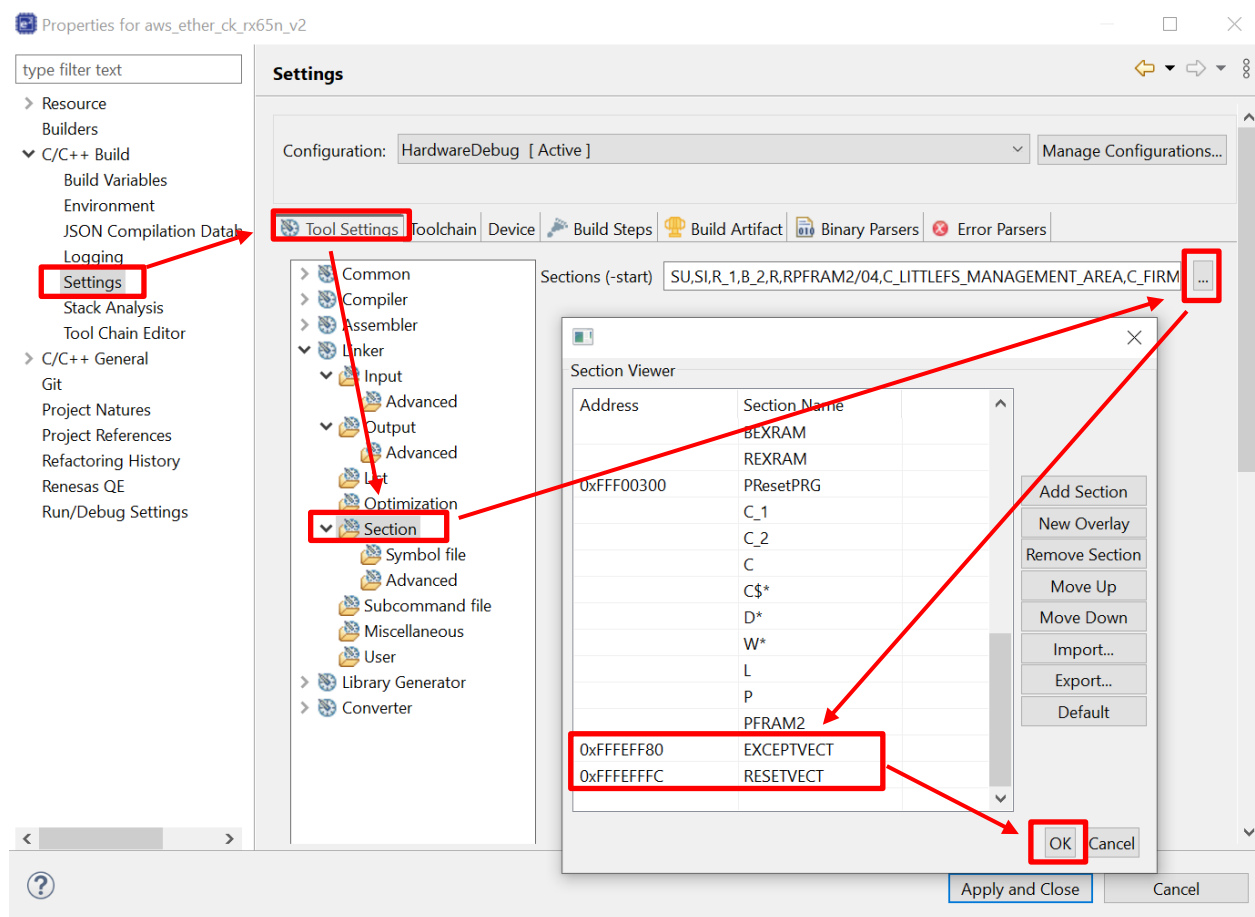 Properties for aws_ether_ck_rx65n_v2
type filter text
Resource
Builders
C/C++ Build
Build Variables
Environment
JSON Compilation Datab
Logging
Settings
Stack Analysis
Tool Chain Editor
C/C++ General
Git
Project Natures
Project References
Refactoring History
Renesas QE
Run/Debug Settings
Settings
Configuration: HardwareDebug [ Active ] Manage Configurations...
Tool Settings Toolchain Device Build Steps Build Artifact Binary Parsers Error Parsers
Common
Compiler
Assembler
Linker
Input
Advanced
Output
Advanced
List
Optimization
Section
Symbol file
Advanced
Subcommand file
Miscellaneous
User
Library Generator
Converter
Sections (-start) SU,SI,R_1,B_2,R,RPFRAM2/04,C_LITTLEFS_MANAGEMENT_AREA,C_FIRM ...
Section Viewer
Address Section Name
BEXRAM
REXRAM
0xFFF00300 PResetPRG
C_1
C_2
C
C$*
D*
W*
L
P
PFRAM2
0xFFFEFF80 EXCEPTVECT
0xFFFEFFFC RESETVECT
Add Section
New Overlay
Remove Section
Move Up
Move Down
Import...
Export...
Default
OK Cancel
? Apply and Close Cancel